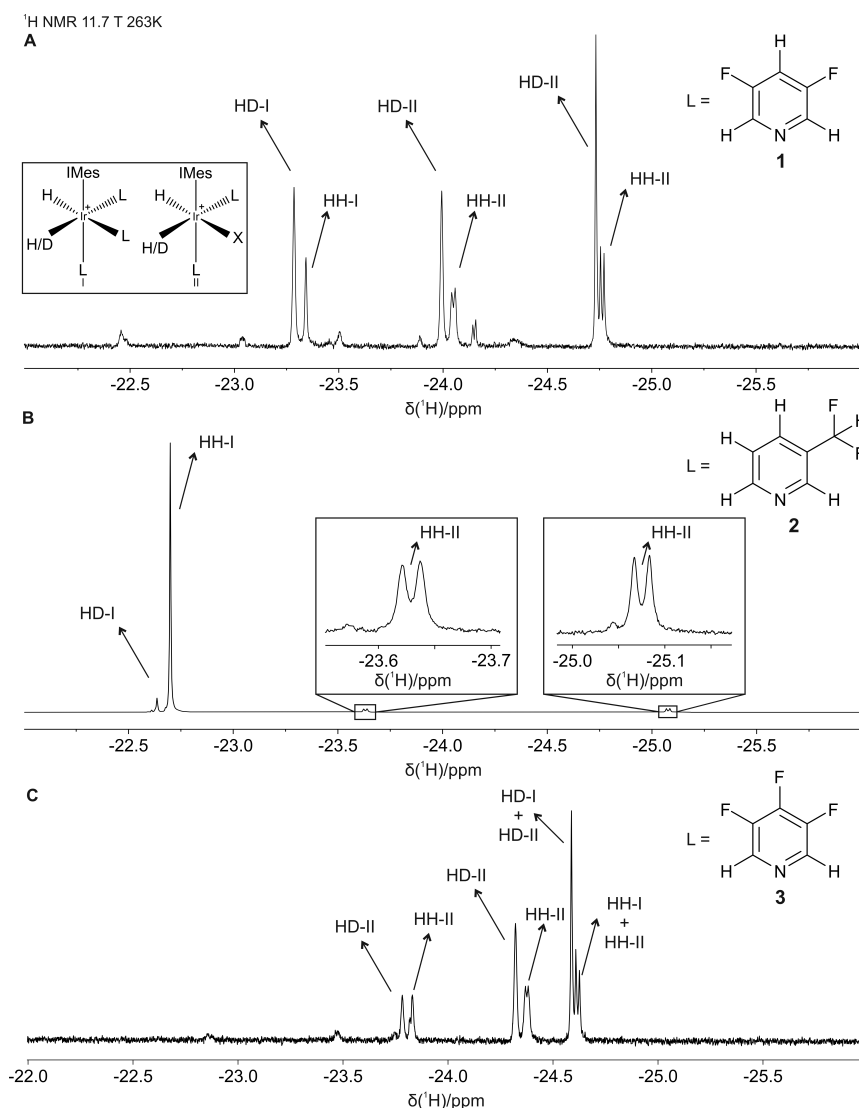 ¹H NMR 11.7 T 263K
A
H
F F
L =
H N H
1
HD-I
HD-II
HD-II
HH-I
HH-II
HH-II
IMes IMes
H L H L
Ir⁺ Ir⁺
H/D L H/D X
L L
I II
-22.5 -23.0 -23.5 -24.0 -24.5 -25.0 -25.5
δ(¹H)/ppm
B
H F
H H
L = F
H N H
2
HH-I
HD-I
HH-II
-23.6 -23.7
δ(¹H)/ppm
HH-II
-25.0 -25.1
δ(¹H)/ppm
-22.5 -23.0 -23.5 -24.0 -24.5 -25.0 -25.5
δ(¹H)/ppm
C
F
F F
L =
H N H
3
HD-I
+
HD-II
HD-II
HH-II
HD-II
HH-II
HH-I
+
HH-II
-22.0 -22.5 -23.0 -23.5 -24.0 -24.5 -25.0 -25.5
δ(¹H)/ppm